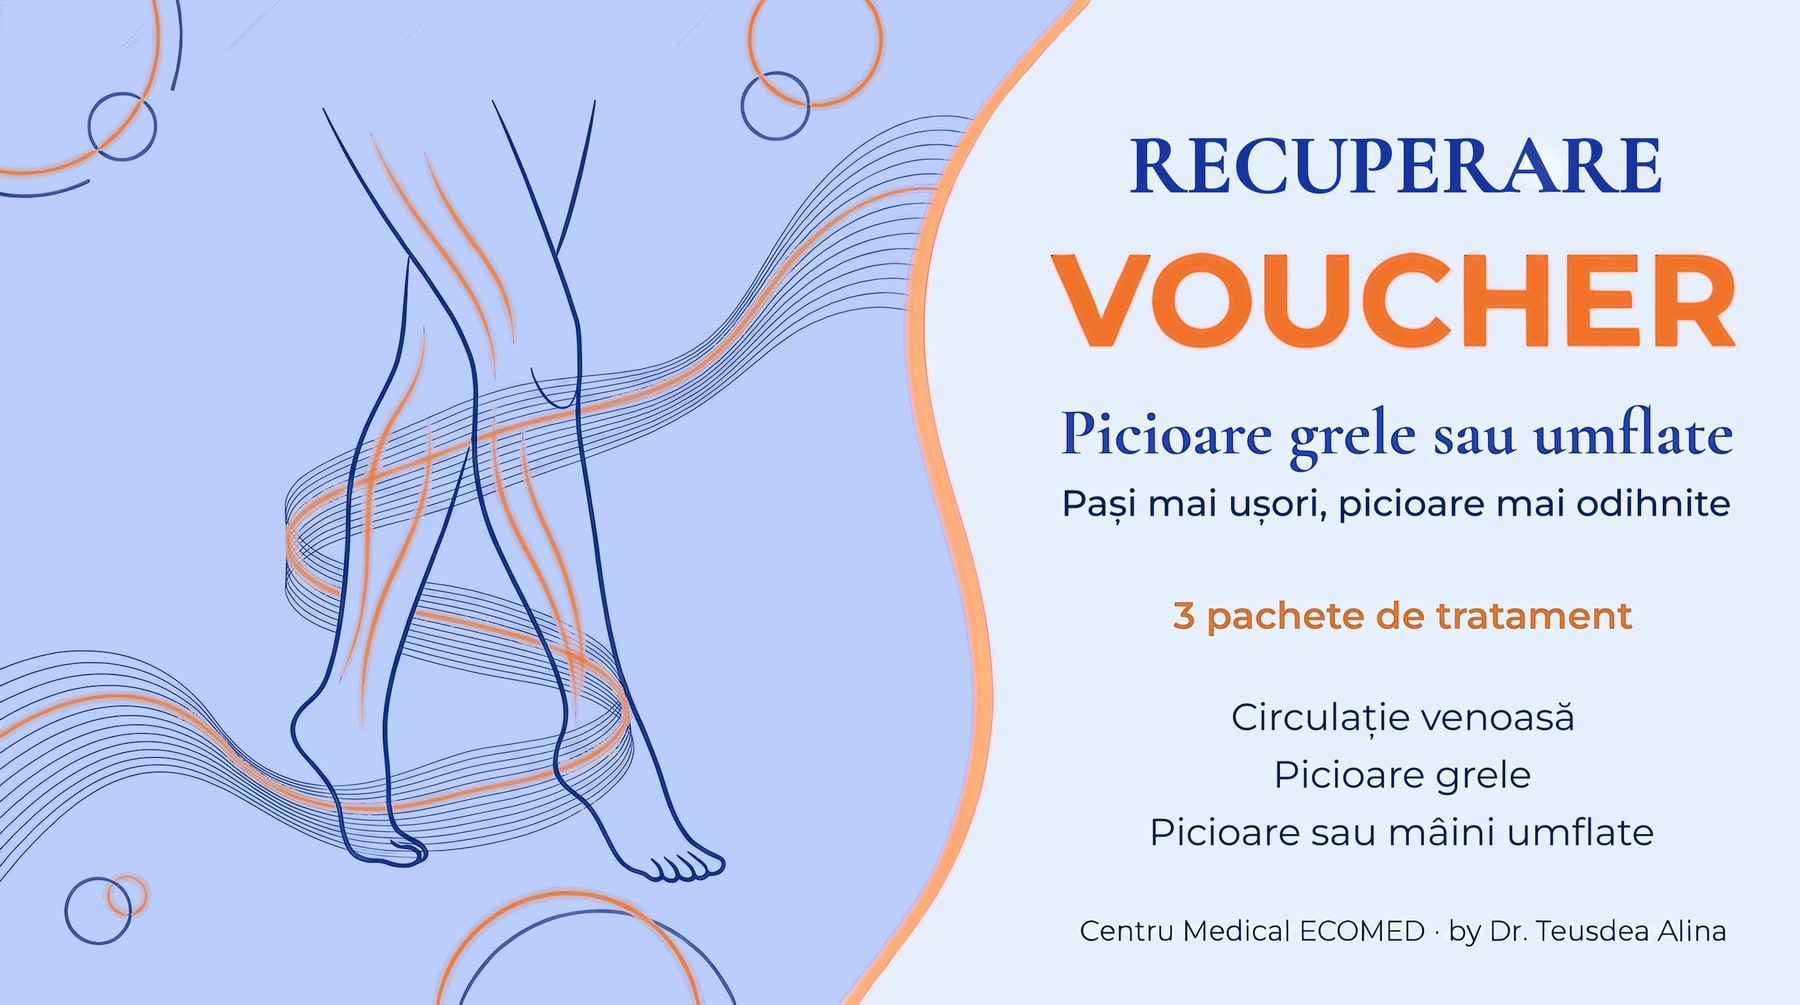 RECUPERARE
VOUCHER
Picioare grele sau umflate
Pași mai ușori, picioare mai odihnite
3 pachete de tratament
Circulație venoasă
Picioare grele
Picioare sau mâini umflate
Centru Medical ECOMED · by Dr. Teusdea Alina